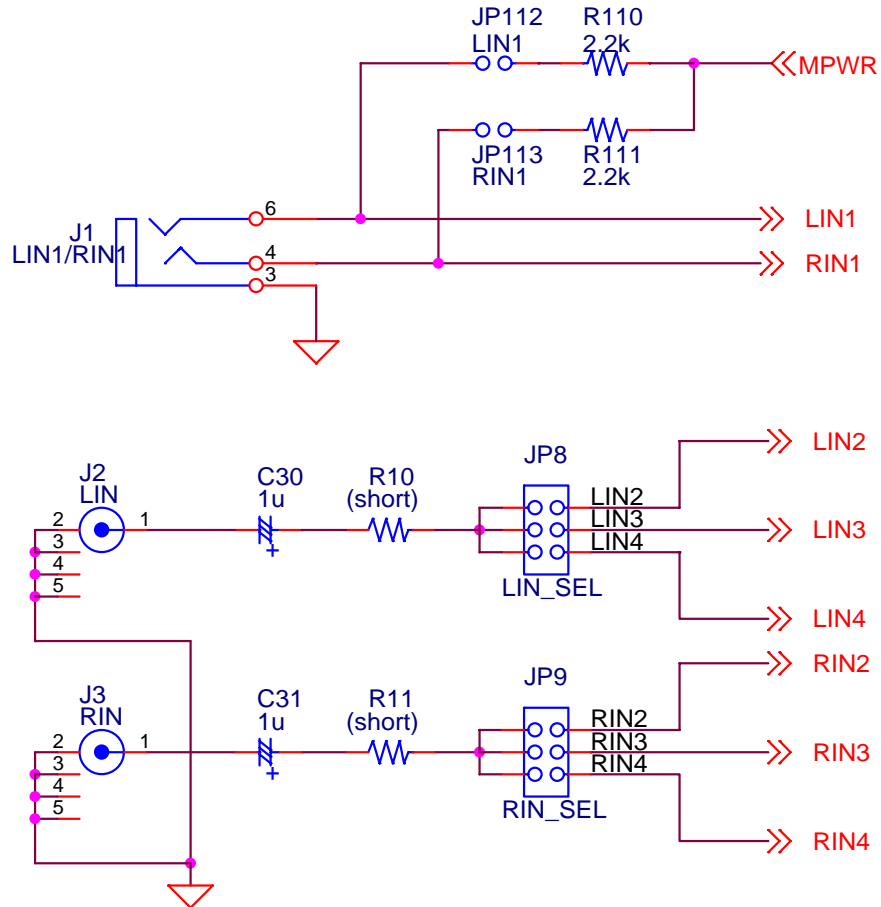 JP112
LIN1
R110
2.2k
MPWR
JP113
RIN1
R111
2.2k
J1
LIN1/RIN1
6
4
3
LIN1
RIN1
J2
LIN
2
3
4
5
1
C30
1u
+
R10
(short)
JP8
LIN2
LIN3
LIN4
LIN_SEL
LIN2
LIN3
LIN4
J3
RIN
2
3
4
5
1
C31
1u
+
R11
(short)
JP9
RIN2
RIN3
RIN4
RIN_SEL
RIN2
RIN3
RIN4